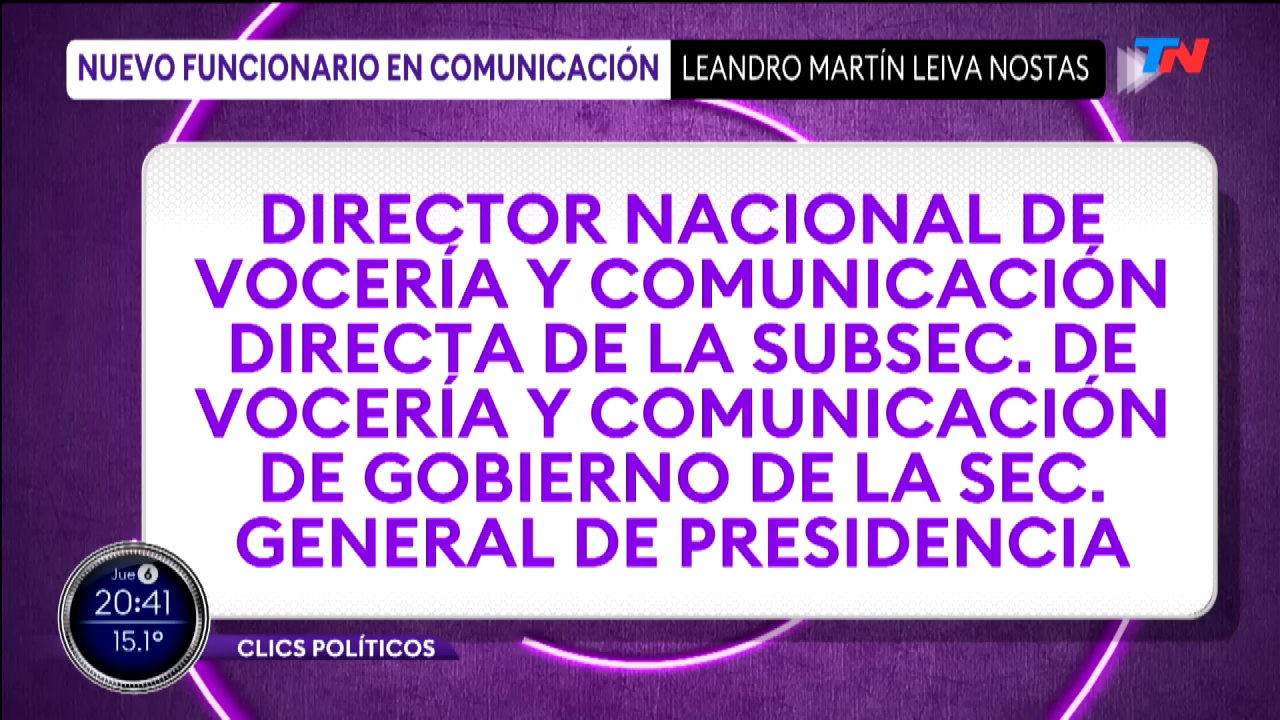 NUEVO FUNCIONARIO EN COMUNICACIÓN LEANDRO MARTÍN LEIVA NOSTAS
TN
DIRECTOR NACIONAL DE
VOCERÍA Y COMUNICACIÓN
DIRECTA DE LA SUBSEC. DE
VOCERÍA Y COMUNICACIÓN
DE GOBIERNO DE LA SEC.
GENERAL DE PRESIDENCIA
Jue 6
20:41
15.1°
CLICS POLÍTICOS